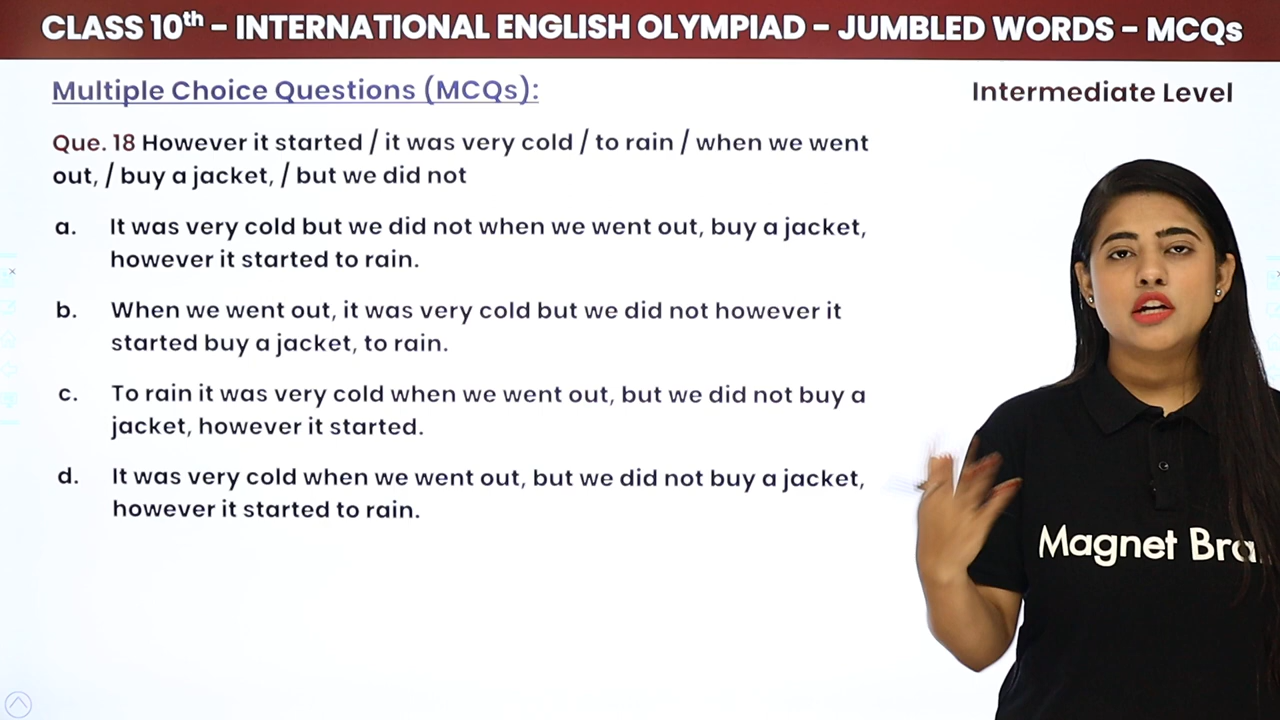 CLASS 10th – INTERNATIONAL ENGLISH OLYMPIAD – JUMBLED WORDS – MCQs
Multiple Choice Questions (MCQs):
Intermediate Level
Que. 18 However it started / it was very cold / to rain / when we went
out, / buy a jacket, / but we did not
a. It was very cold but we did not when we went out, buy a jacket,
however it started to rain.
b. When we went out, it was very cold but we did not however it
started buy a jacket, to rain.
c. To rain it was very cold when we went out, but we did not buy a
jacket, however it started.
d. It was very cold when we went out, but we did not buy a jacket,
however it started to rain.
Magnet Bra